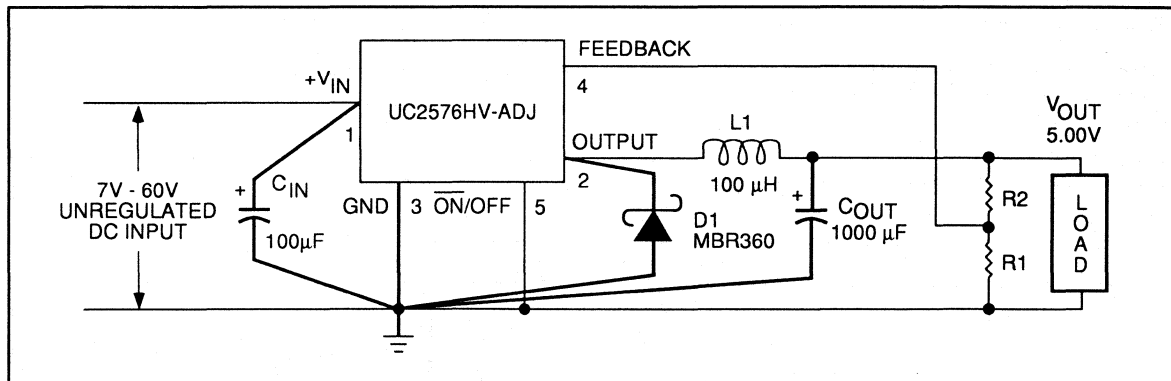 FEEDBACK
+VIN
4
UC2576HV-ADJ
VOUT
5.00V
1
OUTPUT
L1
2
100 µH
7V - 60V
UNREGULATED
DC INPUT
+
CIN
100µF
GND
3
ON/OFF
5
D1
MBR360
+
COUT
1000 µF
R2
R1
LOAD